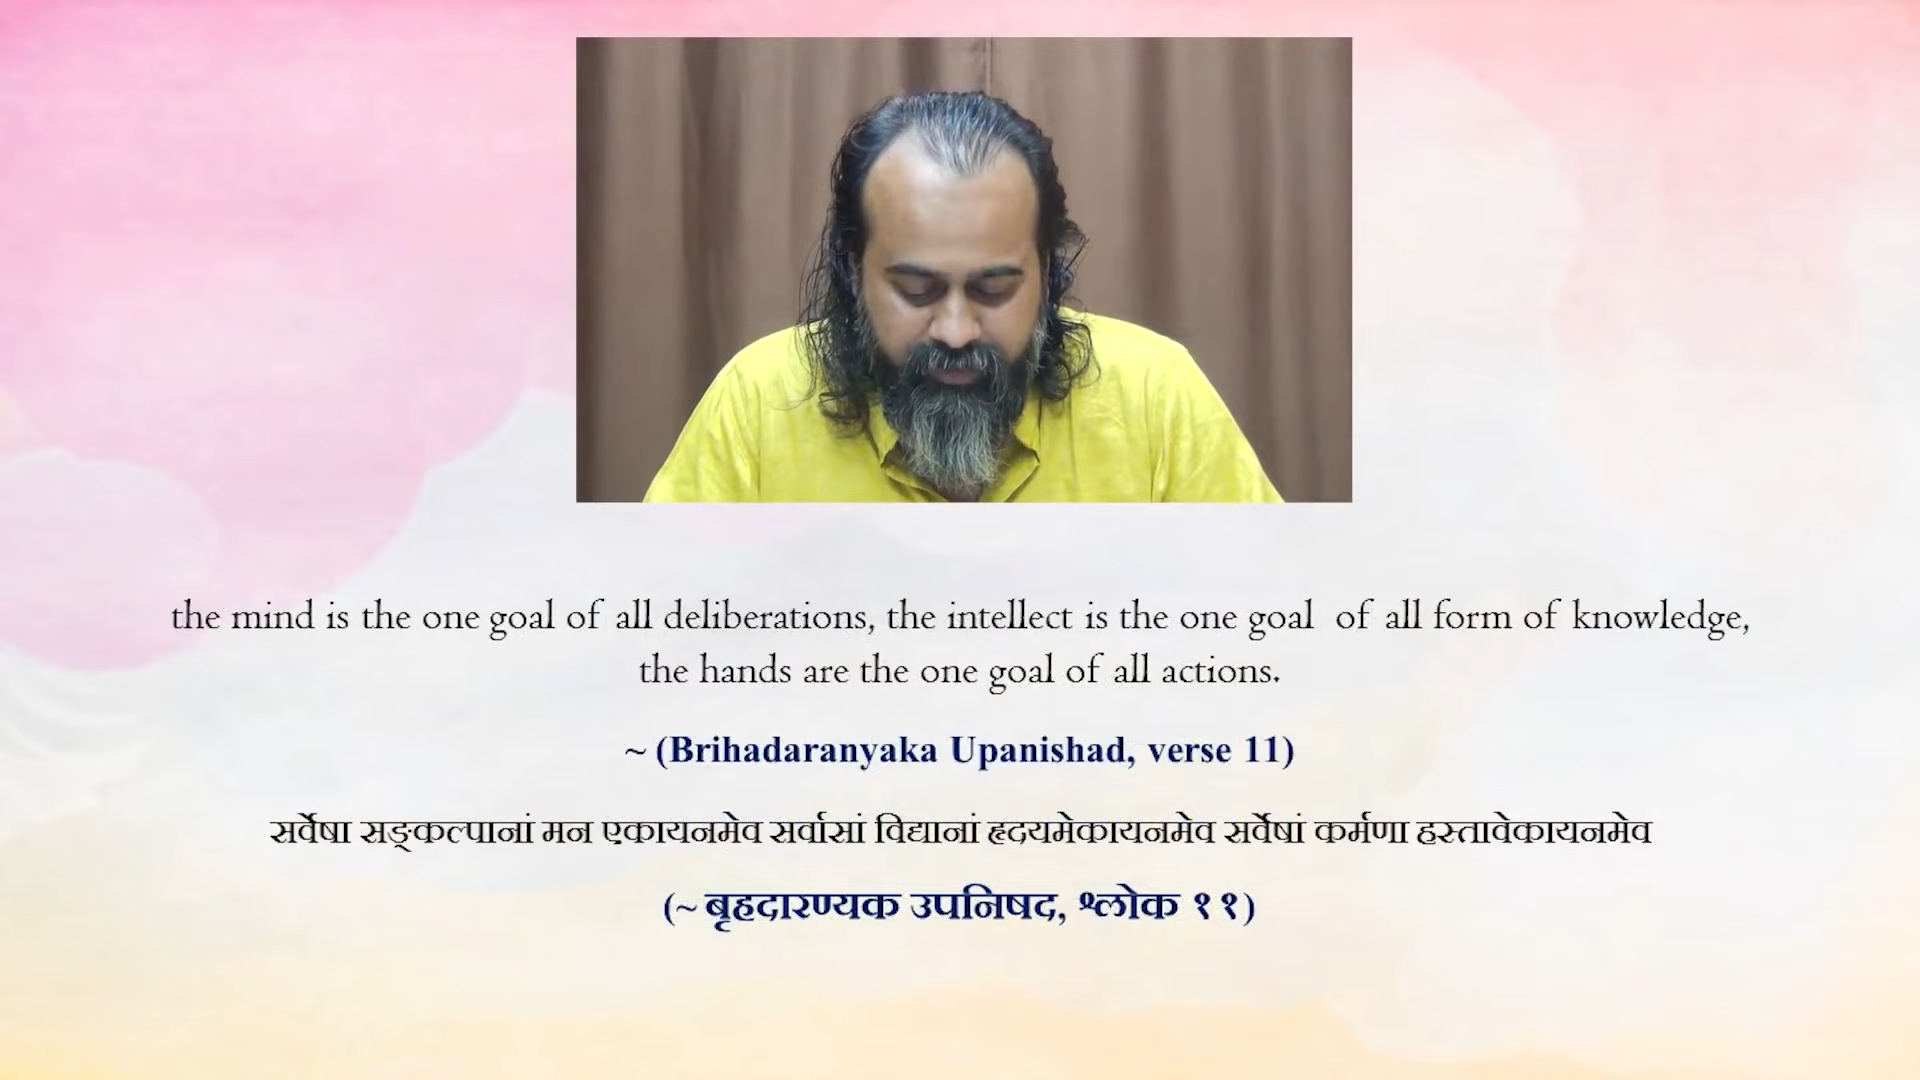 the mind is the one goal of all deliberations, the intellect is the one goal of all form of knowledge,
the hands are the one goal of all actions.
~ (Brihadaranyaka Upanishad, verse 11)
सर्वेषा सङ्कल्पानां मन एकायनमेव सर्वासां विद्यानां हृदयमेकायनमेव सर्वेषां कर्मणा हस्तावेकायनमेव
(~ बृहदारण्यक उपनिषद, श्लोक ११)